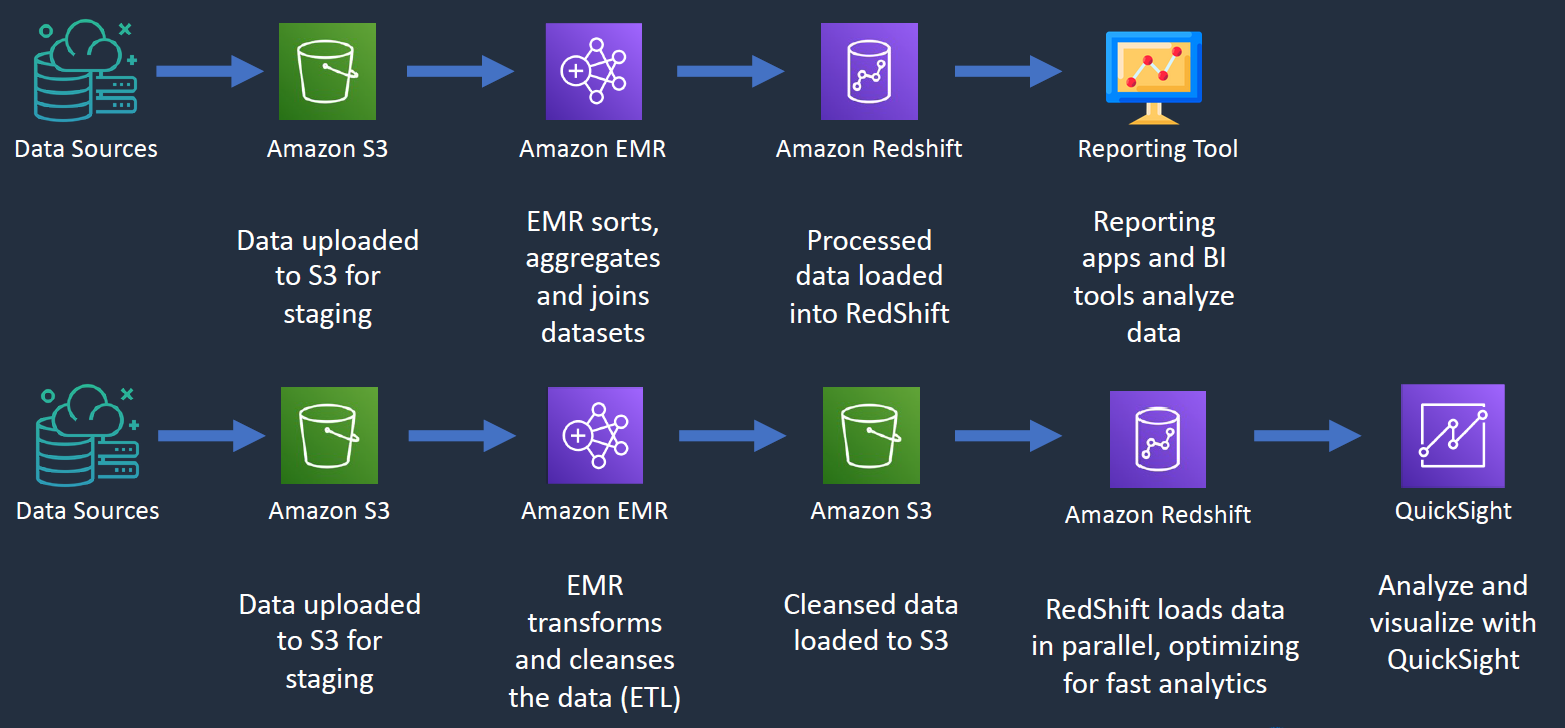 Data Sources
Amazon S3
Amazon EMR
Amazon Redshift
Reporting Tool
Data uploaded
to S3 for
staging
EMR sorts,
aggregates
and joins
datasets
Processed
data loaded
into RedShift
Reporting
apps and BI
tools analyze
data
Data Sources
Amazon S3
Amazon EMR
Amazon S3
Amazon Redshift
QuickSight
Data uploaded
to S3 for
staging
EMR
transforms
and cleanses
the data (ETL)
Cleansed data
loaded to S3
RedShift loads data
in parallel, optimizing
for fast analytics
Analyze and
visualize with
QuickSight